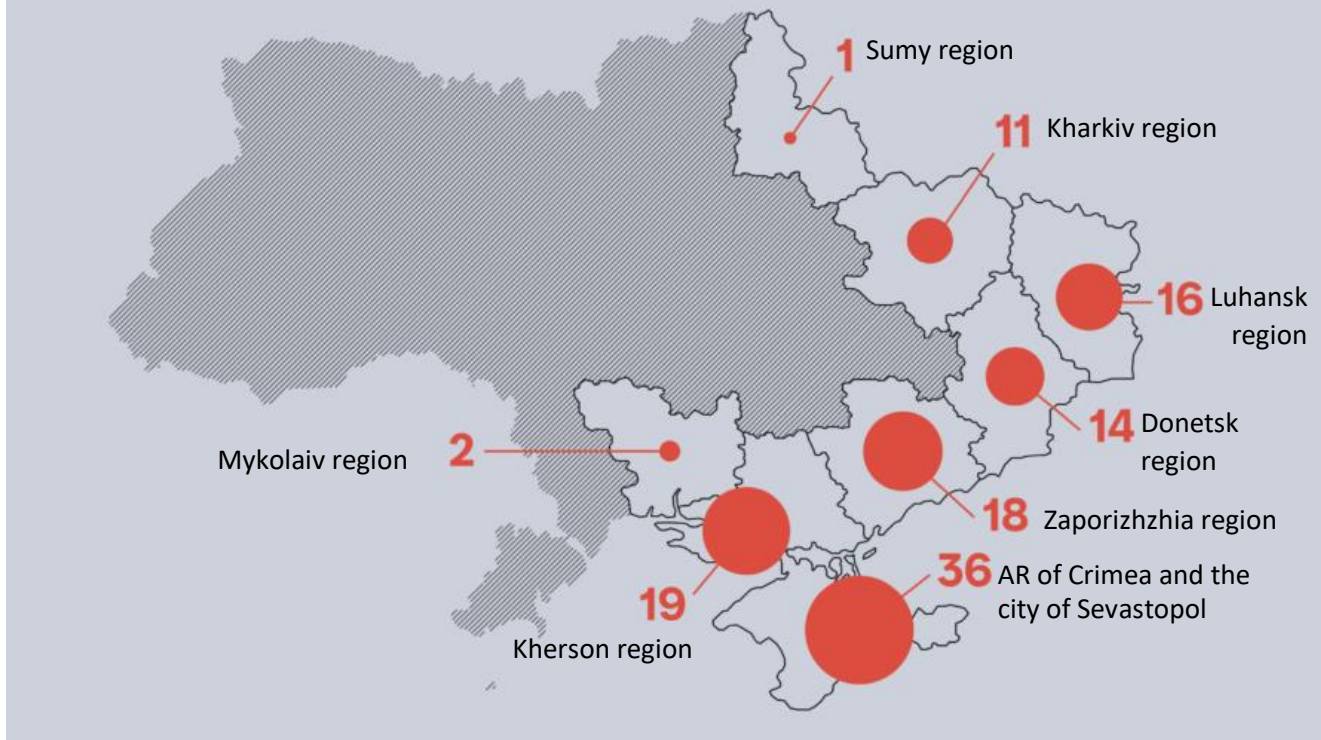 1 Sumy region
11 Kharkiv region
16 Luhansk
region
14 Donetsk
region
Mykolaiv region 2
18 Zaporizhzhia region
36 AR of Crimea and the
city of Sevastopol
19
Kherson region